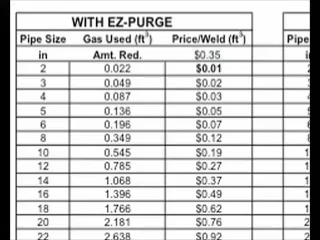 WITH EZ-PURGE
Pipe Size Gas Used (ft³) Price/Weld (ft³) Pipe
in Amt. Red. $0.35
2 0.022 $0.01
3 0.049 $0.02
4 0.087 $0.03
5 0.136 $0.05
6 0.196 $0.07
8 0.349 $0.12
10 0.545 $0.19
12 0.785 $0.27
14 1.068 $0.37
16 1.396 $0.49
18 1.766 $0.62
20 2.181 $0.76
22 2.638 $0.92